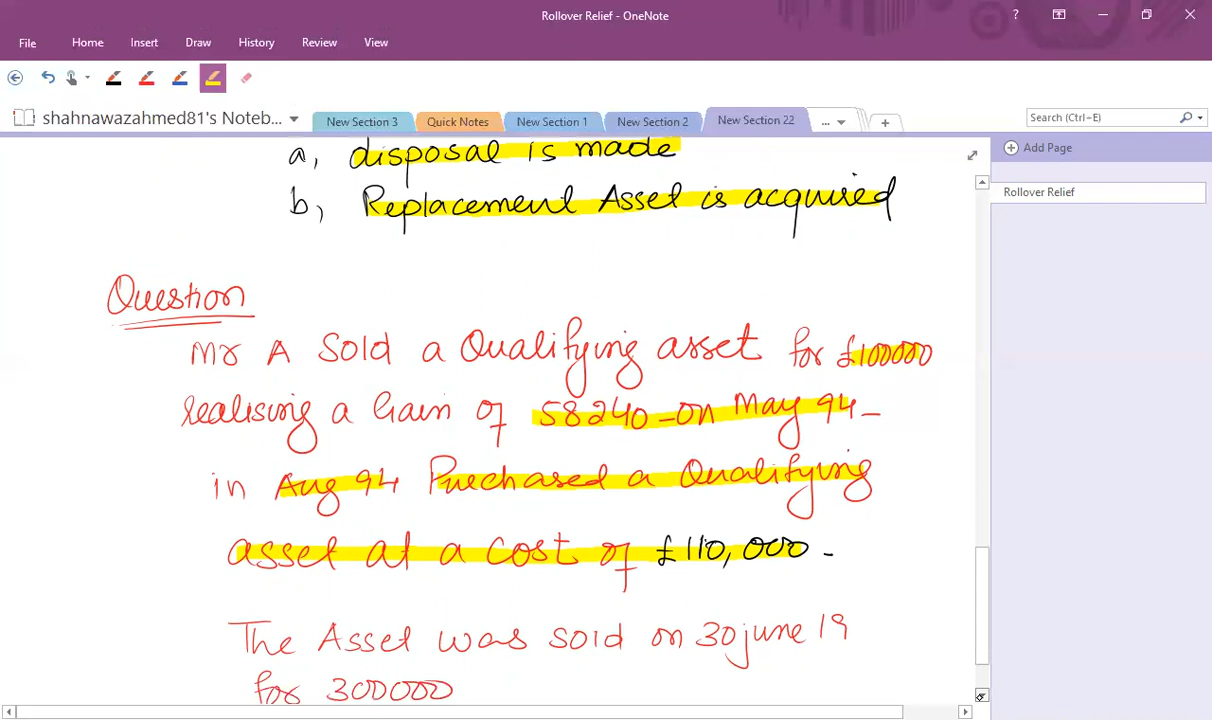 Rollover Relief - OneNote
?
File Home Insert Draw History Review View
shahnawazahmed81's Noteb...
New Section 3 Quick Notes New Section 1 New Section 2 New Section 22 ...
Search (Ctrl+E)
Add Page
Rollover Relief
a, disposal is made
b, Replacement Asset is acquired
Question
Mr A Sold a Qualifying asset for £100000
realising a Gain of 58240 - on May 94 -
in Aug 94 Purchased a Qualifying
asset at a cost of £110,000 -
The Asset was sold on 30 june 19
for 300000